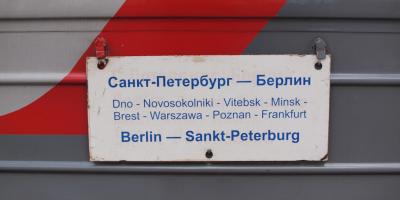 Санкт-Петербург — Берлин
Dno - Novosokolniki - Vitebsk - Minsk -
Brest - Warszawa - Poznan - Frankfurt
Berlin — Sankt-Peterburg